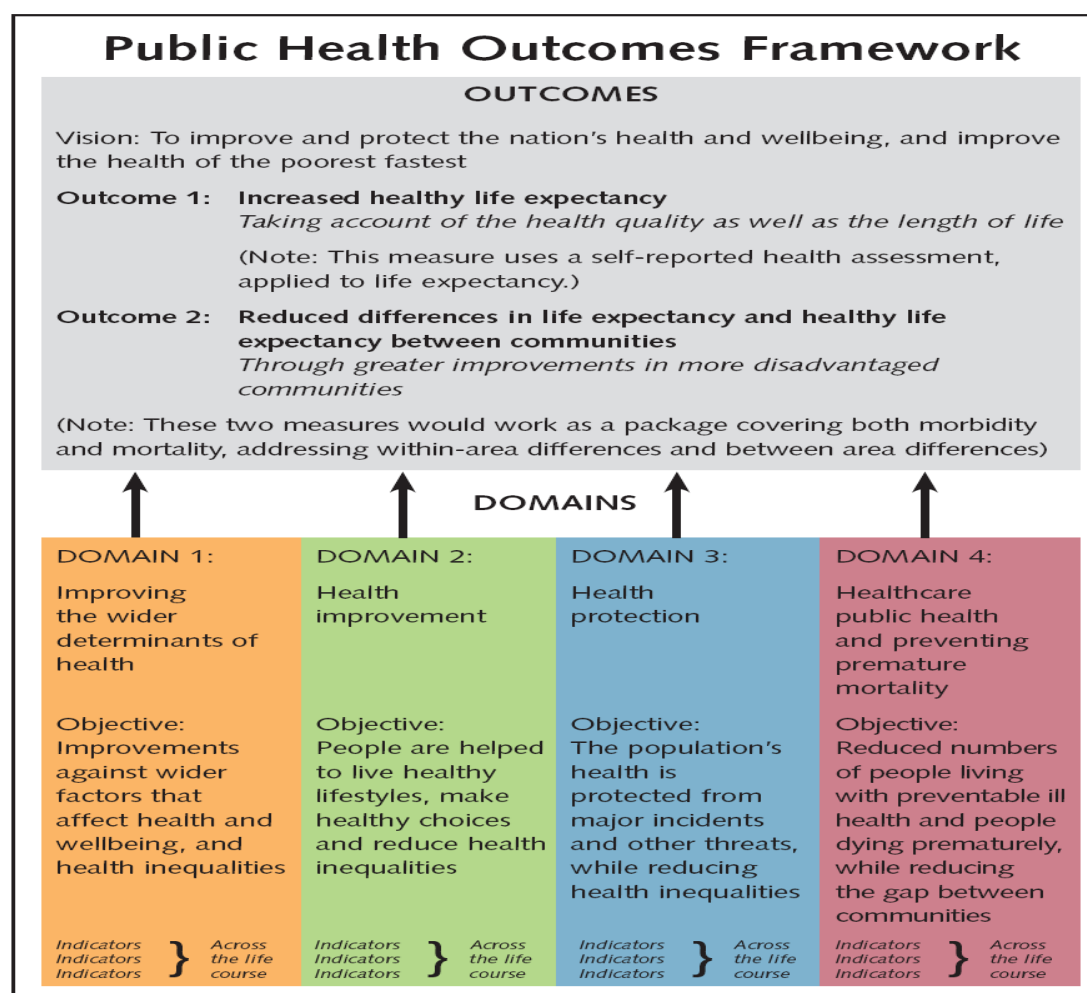 Public Health Outcomes Framework
OUTCOMES
Vision: To improve and protect the nation's health and wellbeing, and improve
the health of the poorest fastest
Outcome 1: Increased healthy life expectancy
Taking account of the health quality as well as the length of life
(Note: This measure uses a self-reported health assessment,
applied to life expectancy.)
Outcome 2: Reduced differences in life expectancy and healthy life
expectancy between communities
Through greater improvements in more disadvantaged
communities
(Note: These two measures would work as a package covering both morbidity
and mortality, addressing within-area differences and between area differences)
DOMAINS
DOMAIN 1:
Improving
the wider
determinants of
health
Objective:
Improvements
against wider
factors that
affect health and
wellbeing, and
health inequalities
Indicators
Indicators
Indicators
} Across
the life
course
DOMAIN 2:
Health
improvement
Objective:
People are helped
to live healthy
lifestyles, make
healthy choices
and reduce health
inequalities
Indicators
Indicators
Indicators
} Across
the life
course
DOMAIN 3:
Health
protection
Objective:
The population's
health is
protected from
major incidents
and other threats,
while reducing
health inequalities
Indicators
Indicators
Indicators
} Across
the life
course
DOMAIN 4:
Healthcare
public health
and preventing
premature
mortality
Objective:
Reduced numbers
of people living
with preventable ill
health and people
dying prematurely,
while reducing
the gap between
communities
Indicators
Indicators
Indicators
} Across
the life
course